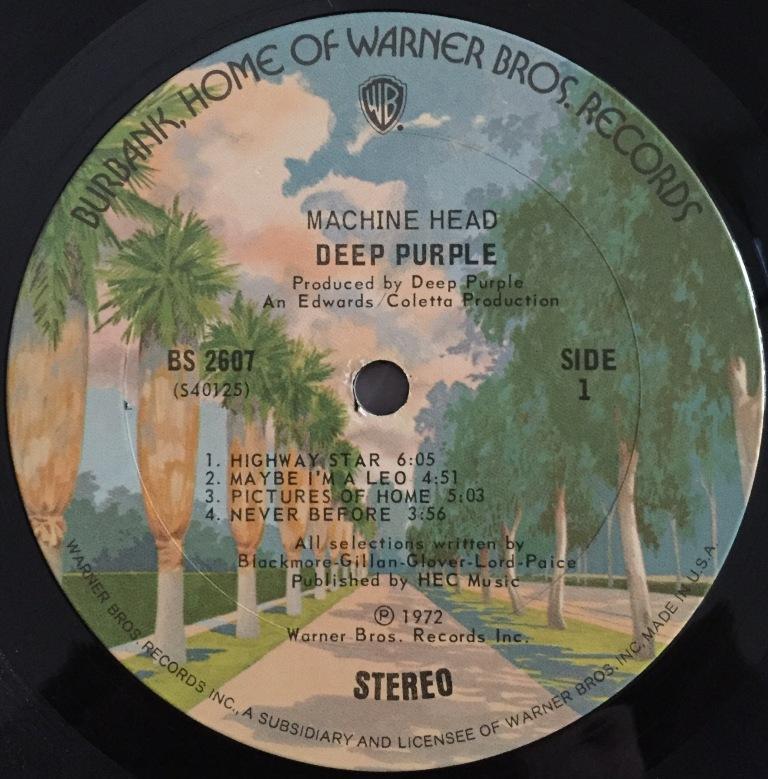 BURBANK, HOME OF WARNER BROS. RECORDS
WB
MACHINE HEAD
DEEP PURPLE
Produced by Deep Purple
An Edwards/Coletta Production
BS 2607
(S40125)
SIDE
1
1. HIGHWAY STAR 6:05
2. MAYBE I'M A LEO 4:51
3. PICTURES OF HOME 5:03
4. NEVER BEFORE 3:56
All selections written by
Blackmore-Gillan-Glover-Lord-Paice
Published by HEC Music
℗ 1972
Warner Bros. Records Inc.
STEREO
WARNER BROS. RECORDS INC., A SUBSIDIARY AND LICENSEE OF WARNER BROS. INC. MADE IN U.S.A.